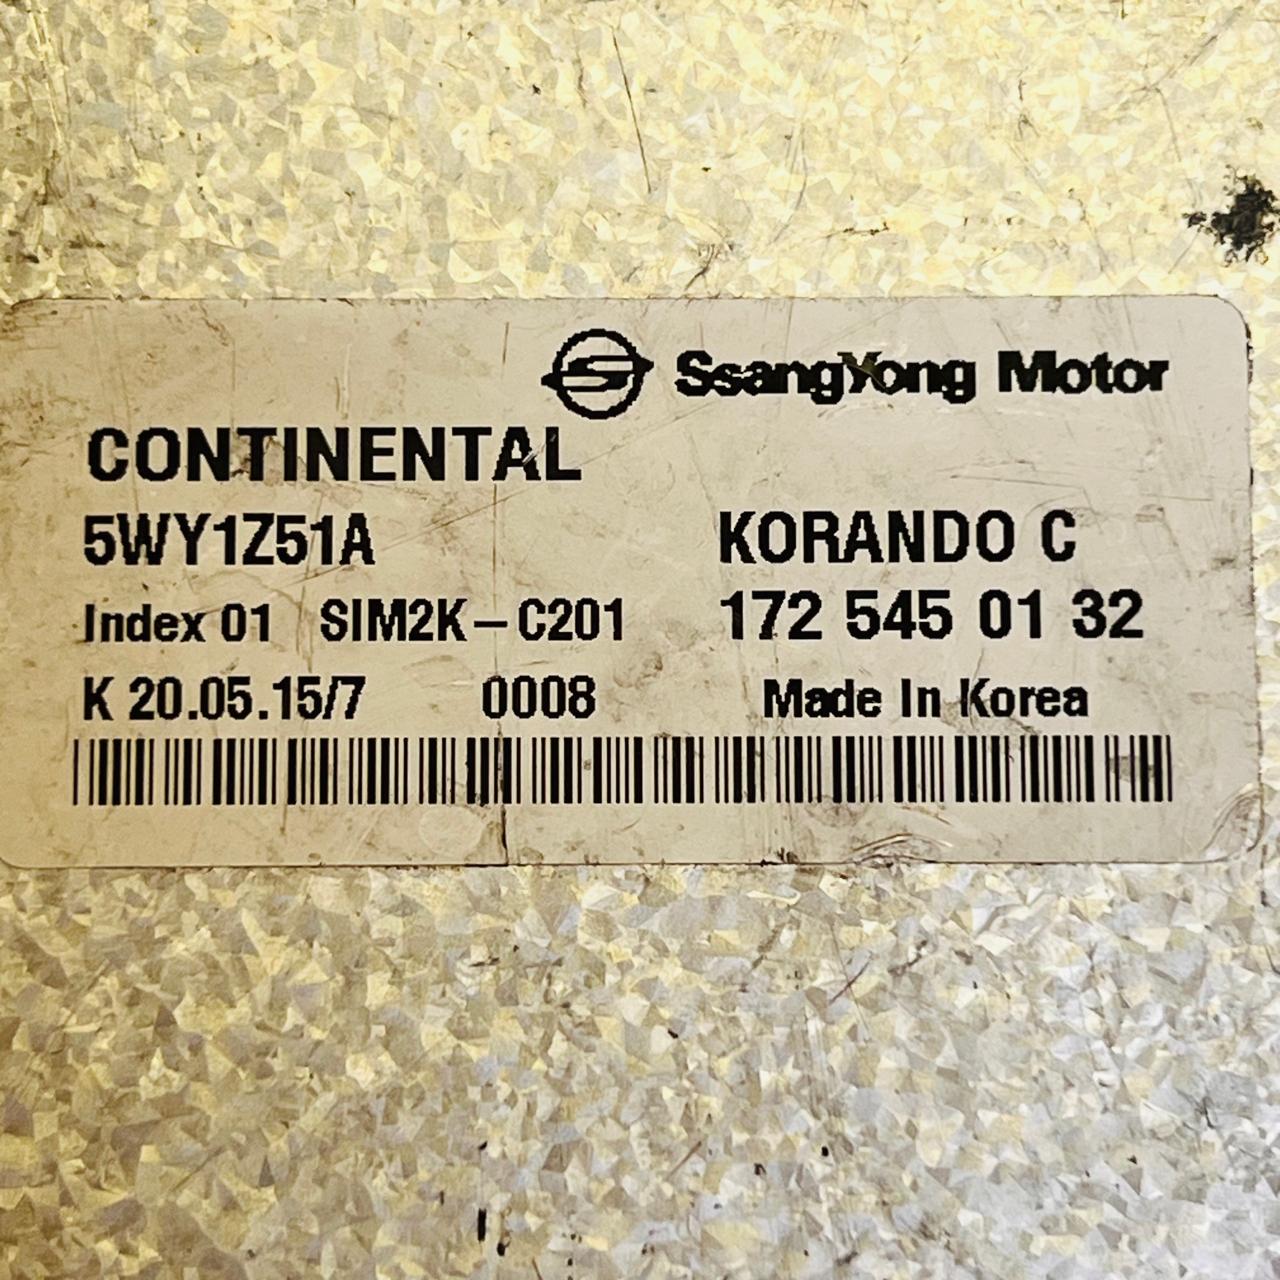 SsangYong Motor
CONTINENTAL
5WY1Z51A KORANDO C
Index 01 SIM2K-C201 172 545 01 32
K 20.05.15/7 0008 Made In Korea